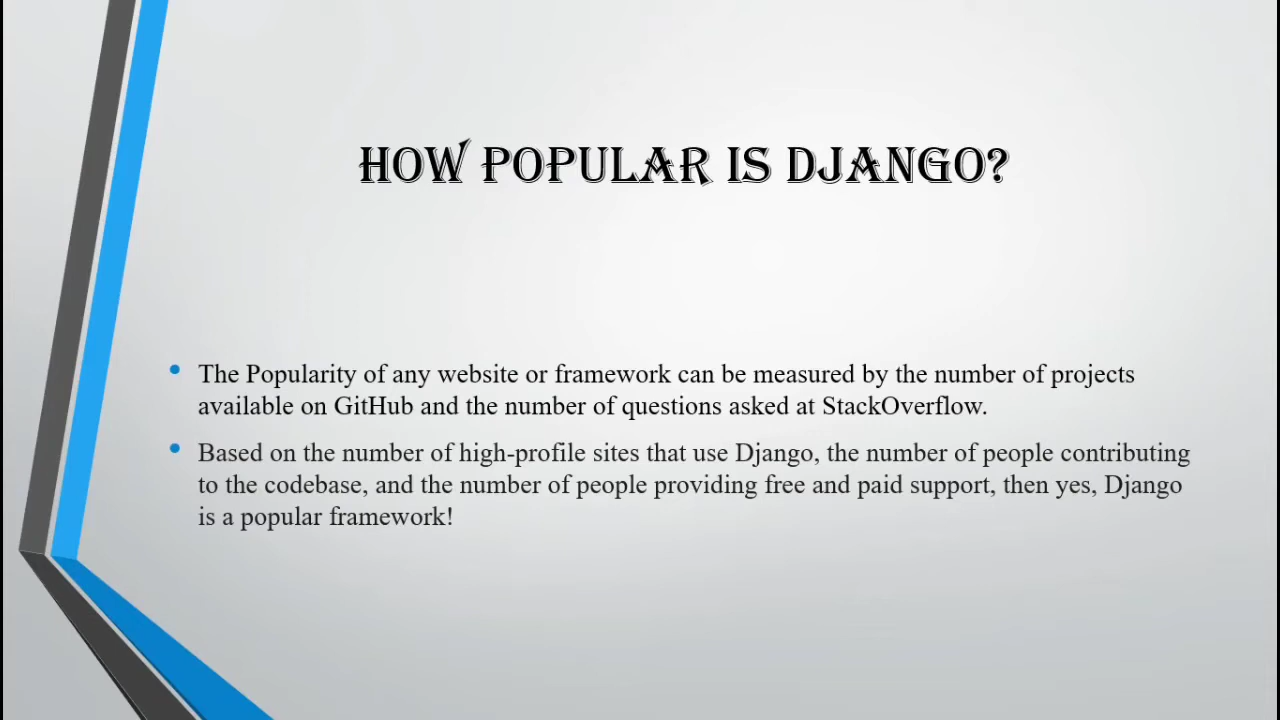 HOW POPULAR IS DJANGO?
• The Popularity of any website or framework can be measured by the number of projects
available on GitHub and the number of questions asked at StackOverflow.
• Based on the number of high-profile sites that use Django, the number of people contributing
to the codebase, and the number of people providing free and paid support, then yes, Django
is a popular framework!